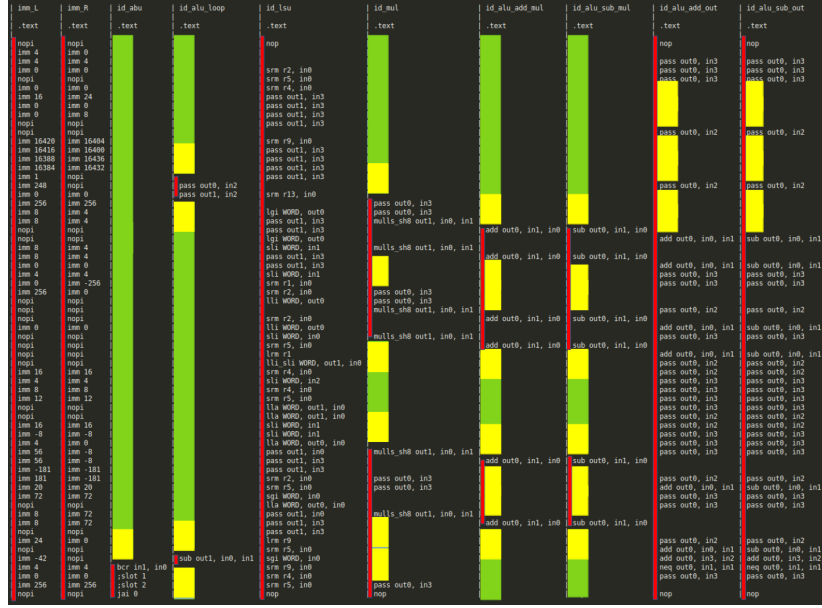 imm_L | imm_R | id_abu | id_alu_loop | id_lsu | id_mul | id_alu_add_mul | id_alu_sub_mul | id_alu_add_out | id_alu_sub_out
.text | .text | .text | .text | .text | .text | .text | .text | .text | .text
nopi nopi nop nop nop
imm 4 imm 0
imm 4 imm 4 pass out0, in3 pass out0, in3
imm 0 imm 0 srm r2, in0 pass out0, in3 pass out0, in3
nopi nopi srm r5, in0 pass out0, in3 pass out0, in3
imm 0 imm 0 srm r4, in0
imm 16 imm 24 pass out1, in3
imm 0 imm 0 pass out1, in3
imm 0 imm 8 pass out1, in3
nopi nopi pass out1, in3
nopi nopi pass out0, in2 pass out0, in2
imm 16420 imm 16404 srm r9, in0
imm 16416 imm 16400 pass out1, in3
imm 16388 imm 16436 pass out1, in3
imm 16384 imm 16432 pass out1, in3
imm 1 nopi pass out1, in3
imm 248 nopi pass out0, in2 pass out0, in2 pass out0, in2
imm 0 imm 0 pass out1, in2 srm r13, in0
imm 256 imm 256 pass out0, in3
imm 8 imm 4 lgi WORD, out0 pass out0, in3
imm 8 imm 4 pass out1, in3 mulls_sh8 out1, in0, in1
nopi nopi pass out1, in3 add out0, in1, in0 sub out0, in1, in0
nopi nopi lgi WORD, out0 add out0, in0, in1 sub out0, in0, in1
imm 8 imm 4 sli WORD, in1 mulls_sh8 out1, in0, in1
imm 8 imm 4 pass out1, in3 add out0, in1, in0 sub out0, in1, in0
imm 0 imm 0 pass out1, in3 add out0, in0, in1 sub out0, in0, in1
imm 4 imm 4 sli WORD, in1 pass out0, in3 pass out0, in3
imm 0 imm -256 srm r1, in0 pass out0, in3 pass out0, in3
imm 256 imm 0 srm r2, in0 pass out0, in3
nopi nopi lli WORD, out0 pass out0, in3
nopi nopi mulls_sh8 out1, in0, in1 pass out0, in2 pass out0, in2
nopi nopi srm r2, in0 add out0, in1, in0 sub out0, in1, in0
imm 0 imm 0 lli WORD, out0 add out0, in0, in1 sub out0, in0, in1
nopi nopi sli WORD, in0 mulls_sh8 out1, in0, in1 pass out0, in3 pass out0, in3
nopi nopi srm r5, in0 add out0, in1, in0 sub out0, in1, in0
nopi nopi lrm r1 add out0, in0, in1 sub out0, in0, in1
nopi nopi lli_sli WORD, out1, in0 pass out0, in2 pass out0, in2
imm 16 imm 16 srm r4, in0 pass out0, in2 pass out0, in2
imm 4 imm 4 sli WORD, in2 pass out0, in3 pass out0, in3
imm 8 imm 8 srm r4, in0 pass out0, in3 pass out0, in3
imm 12 imm 12 srm r5, in0 pass out0, in2 pass out0, in2
nopi nopi lla WORD, out1, in0 pass out0, in2 pass out0, in2
nopi nopi lla WORD, out1, in0 pass out0, in2 pass out0, in2
imm 16 imm 16 sli WORD, in1 pass out0, in2 pass out0, in2
imm -8 imm -8 sli WORD, in1 pass out0, in3 pass out0, in3
imm 4 imm 0 lla WORD, out0, in0 pass out0, in3 pass out0, in3
imm 56 imm -8 pass out1, in0 mulls_sh8 out1, in0, in1
imm 56 imm -8 pass out1, in3 add out0, in1, in0 sub out0, in1, in0
imm -181 imm -181 pass out1, in3
imm 181 imm -181 srm r2, in0 pass out0, in3 pass out0, in2 pass out0, in2
imm 20 imm 20 srm r5, in0 pass out0, in3 add out0, in0, in1 sub out0, in0, in1
imm 72 imm 72 sgi WORD, in0 pass out0, in3 pass out0, in3
nopi nopi lla WORD, out0, in0 pass out0, in3 pass out0, in3
imm 8 imm 72 pass out1, in3 mulls_sh8 out1, in0, in1
imm 8 imm 72 pass out1, in3 add out0, in1, in0 sub out0, in1, in0
nopi nopi pass out1, in3
imm 24 imm 0 lrm r9 pass out0, in2 pass out0, in2
nopi nopi srm r5, in0 add out0, in0, in1 sub out0, in0, in1
imm -42 nopi sub out1, in0, in1 sgi WORD, in0 add out0, in3, in2 add out0, in3, in2
imm 4 imm 4 bcr in1, in0 srm r9, in0 neq out0, in1, in0 neq out0, in1, in0
imm 0 imm 0 ;slot 1 srm r4, in0 pass out0, in3 pass out0, in3
imm 256 imm 256 ;slot 2 srm r5, in0 pass out0, in3
nopi nopi jai 0 nop nop nop nop